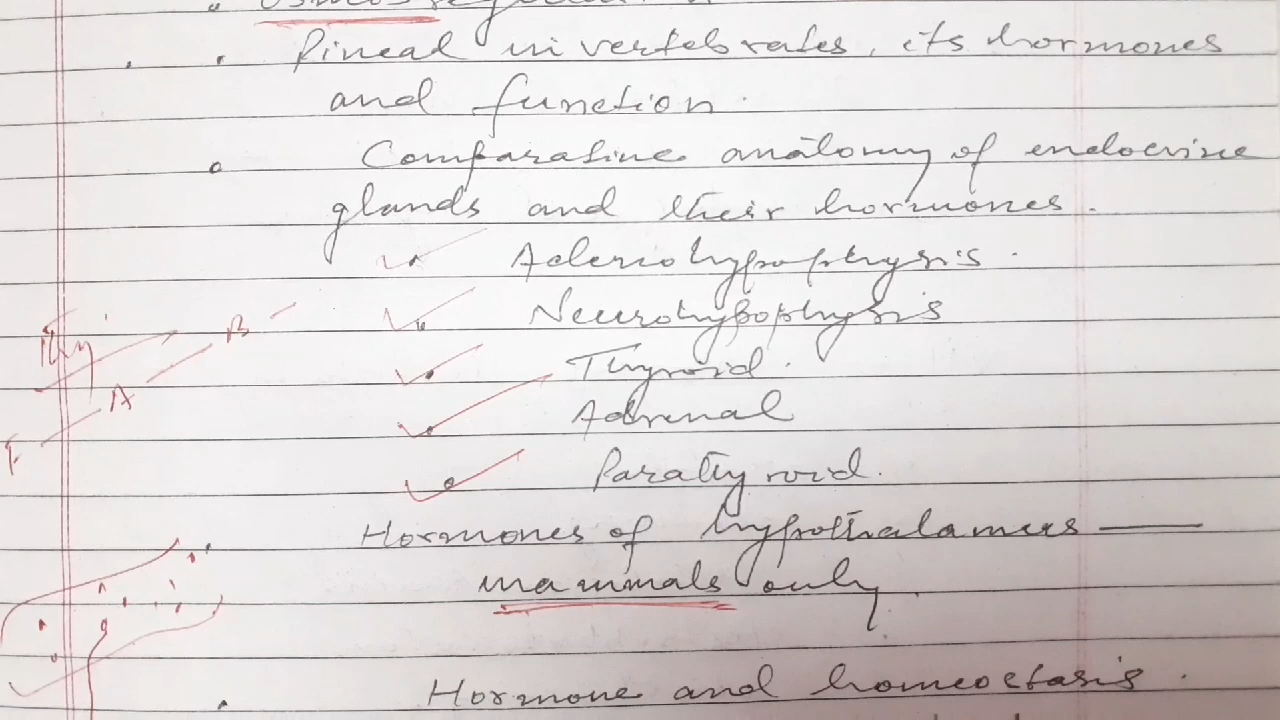 Pineal in vertebrates, its hormones
and function.
Comparative anatomy of endocrine
glands and their hormones.
Adenohypophysis.
Neurohypophysis
Thyroid.
Adrenal
Parathyroid.
Hormones of hypothalamus —
mammals only.
Hormone and homeostasis.
Thy
B
A
F